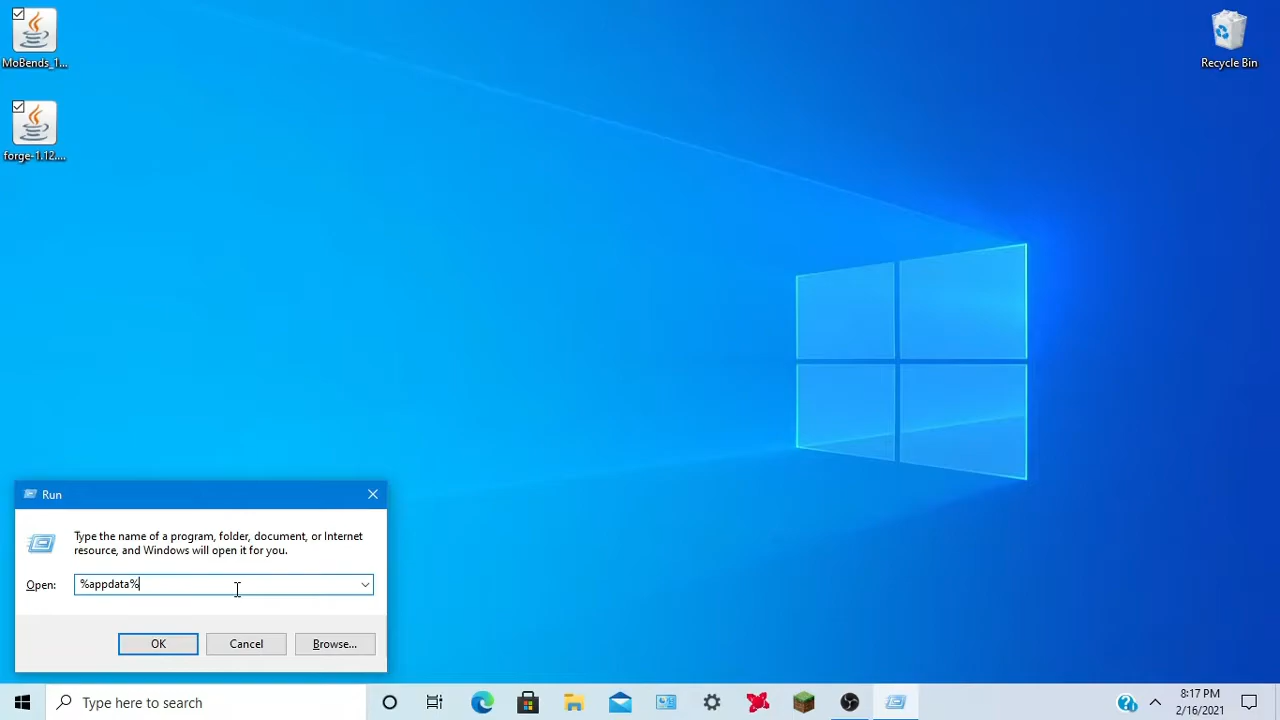 MoBends_1...
forge-1.12....
Recycle Bin
Run
Type the name of a program, folder, document, or Internet
resource, and Windows will open it for you.
Open:
%appdata%
OK
Cancel
Browse...
Type here to search
8:17 PM
2/16/2021